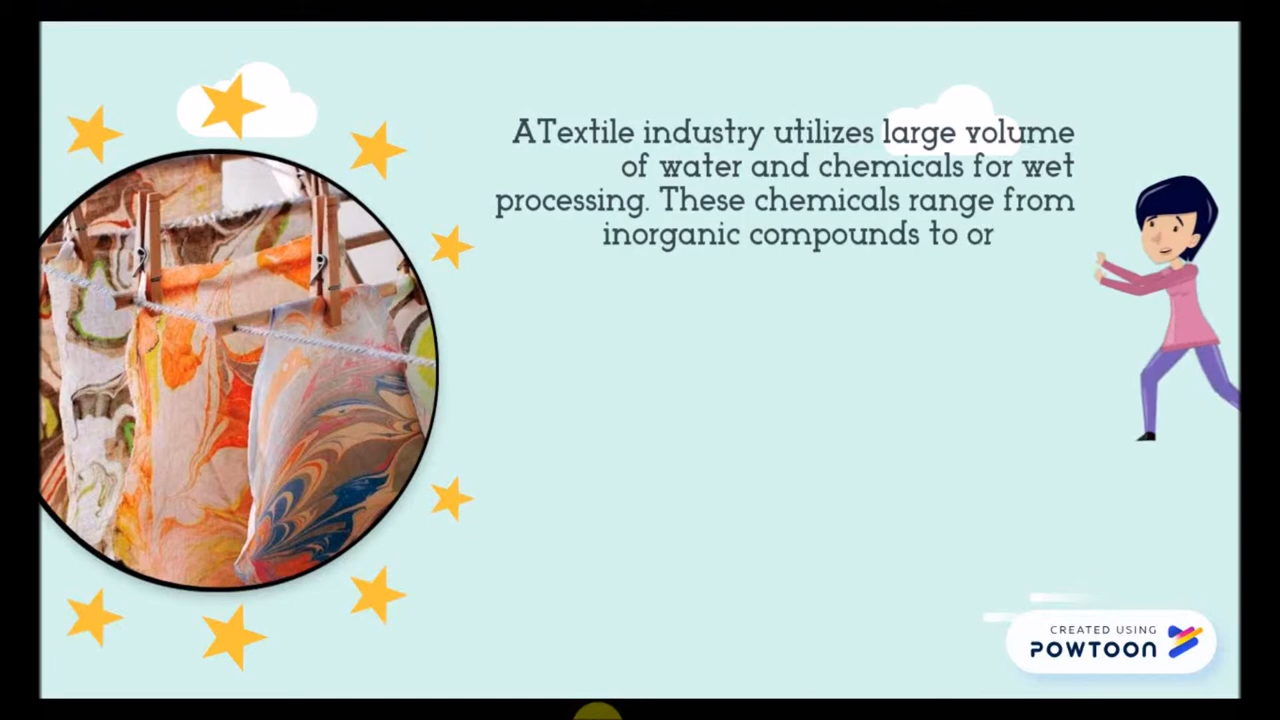 ATextile industry utilizes large volume
of water and chemicals for wet
processing. These chemicals range from
inorganic compounds to or
CREATED USING
POWTOON